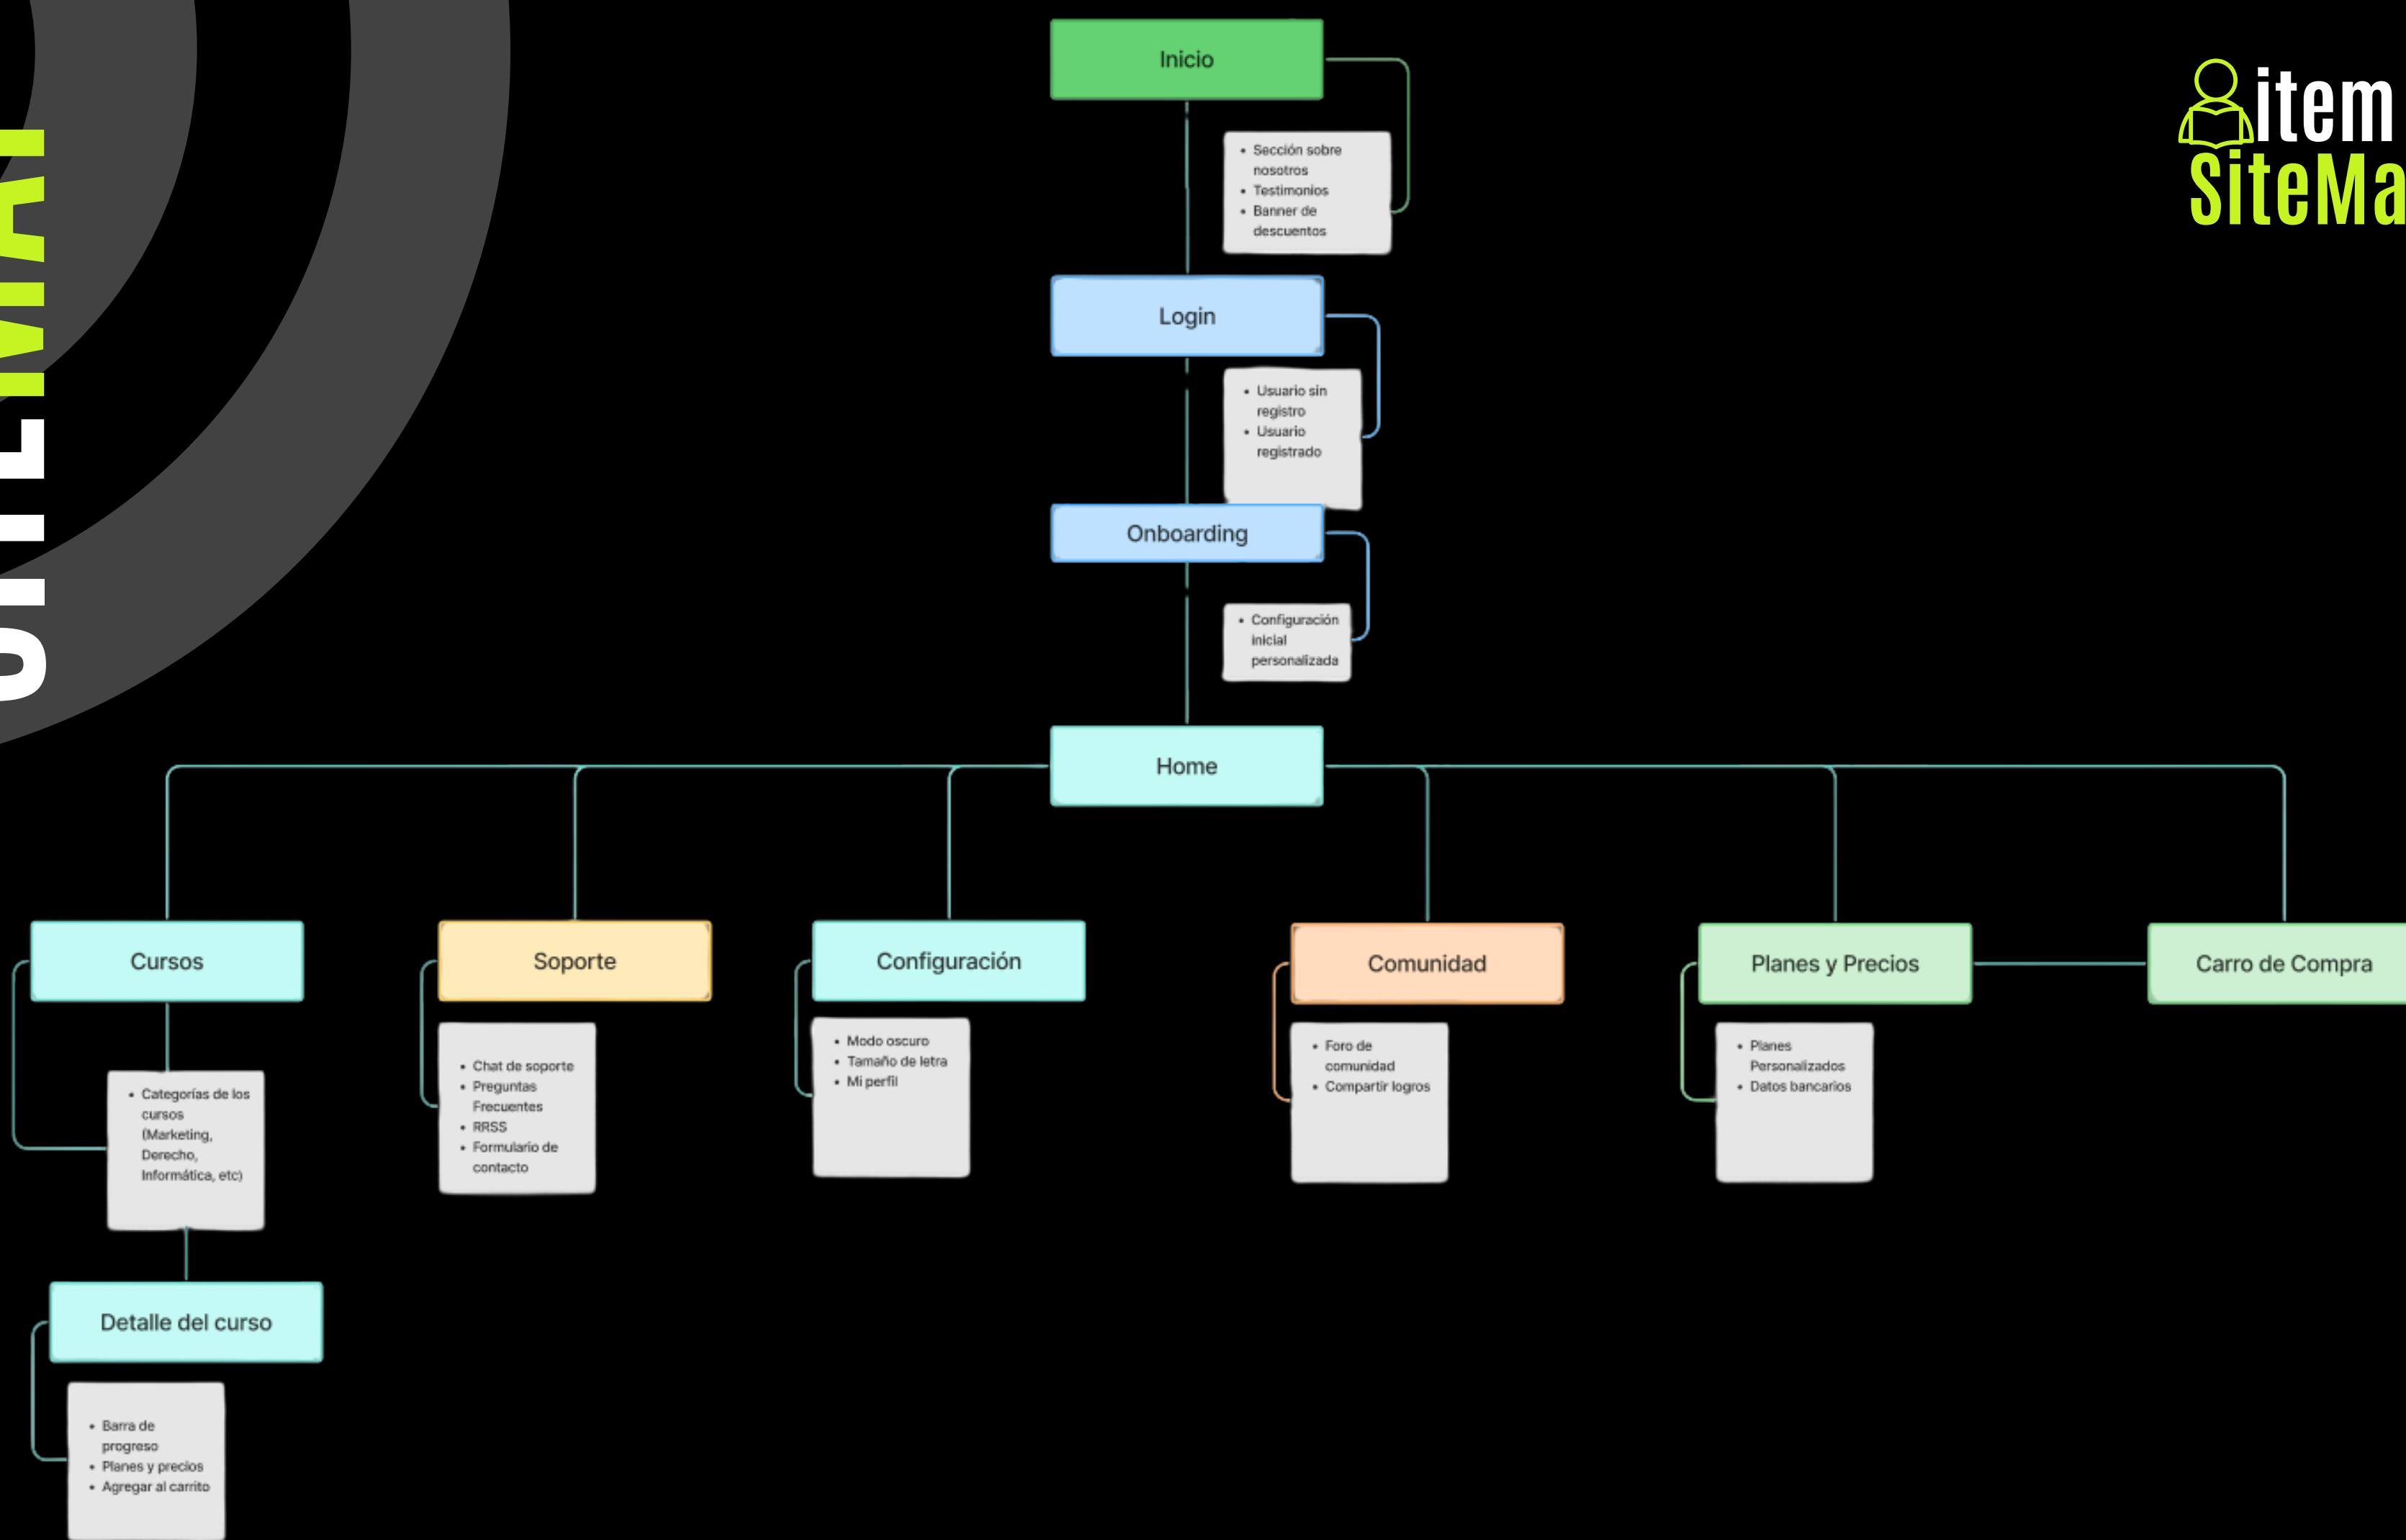 Inicio
item
SiteMa
• Sección sobre
nosotros
• Testimonios
• Banner de
descuentos
Login
• Usuario sin
registro
• Usuario
registrado
Onboarding
• Configuración
inicial
personalizada
Home
Cursos
Soporte
Configuración
Comunidad
Planes y Precios
Carro de Compra
• Categorías de los
cursos
(Marketing,
Derecho,
Informática, etc)
• Chat de soporte
• Preguntas
Frecuentes
• RRSS
• Formulario de
contacto
• Modo oscuro
• Tamaño de letra
• Mi perfil
• Foro de
comunidad
• Compartir logros
• Planes
Personalizados
• Datos bancarios
Detalle del curso
• Barra de
progreso
• Planes y precios
• Agregar al carrito